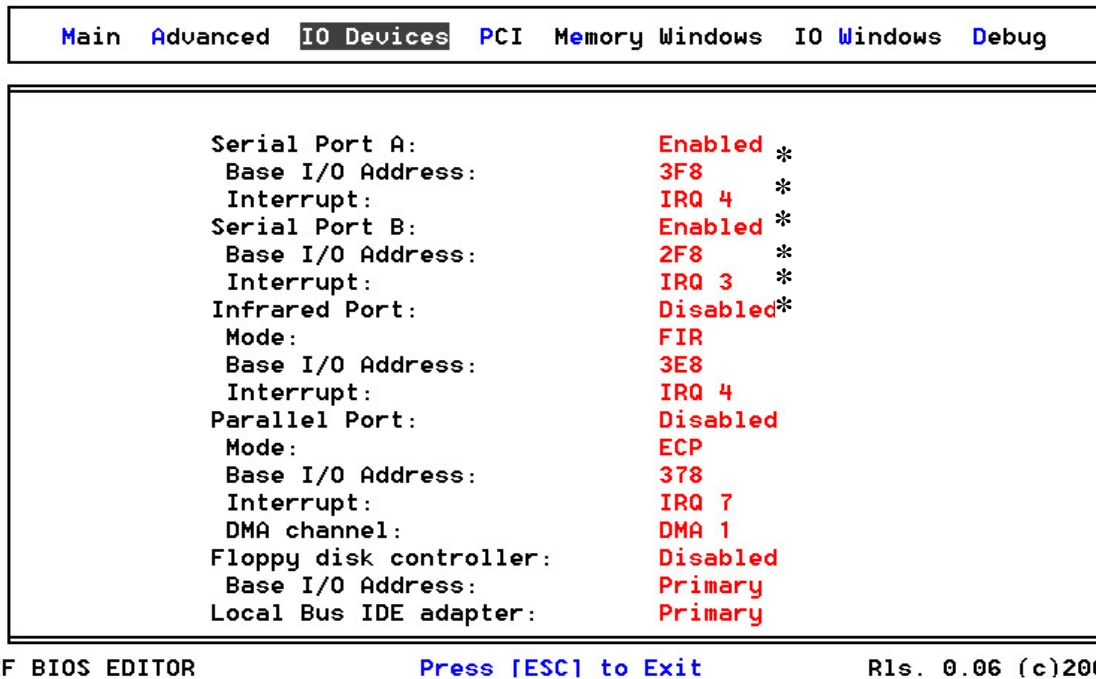 Main Advanced IO Devices PCI Memory Windows IO Windows Debug
Serial Port A: Enabled *
Base I/O Address: 3F8 *
Interrupt: IRQ 4
Serial Port B: Enabled *
Base I/O Address: 2F8 *
Interrupt: IRQ 3 *
Infrared Port: Disabled*
Mode: FIR
Base I/O Address: 3E8
Interrupt: IRQ 4
Parallel Port: Disabled
Mode: ECP
Base I/O Address: 378
Interrupt: IRQ 7
DMA channel: DMA 1
Floppy disk controller: Disabled
Base I/O Address: Primary
Local Bus IDE adapter: Primary
F BIOS EDITOR Press [ESC] to Exit Rls. 0.06 (c)200